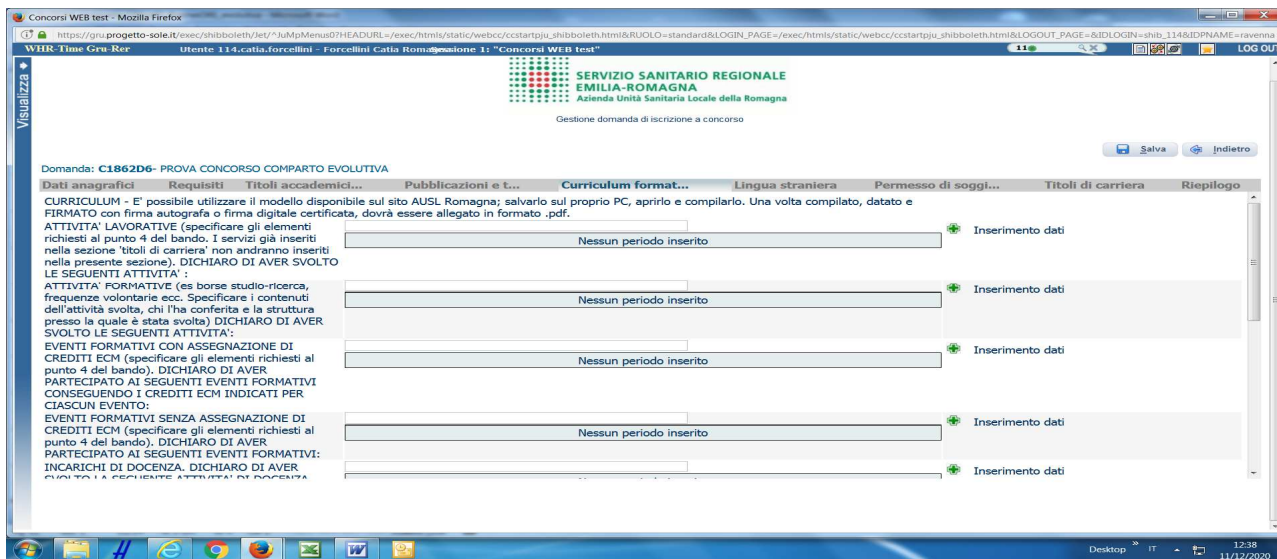 Concorsi WEB test - Mozilla Firefox
https://gru.progetto-sole.it/exec/shibboleth/Jet/^JuMpMenus0?HEADURL=/exec/htmls/static/webcc/ccstartpju_shibboleth.html&RUOLO=standard&LOGIN_PAGE=/exec/htmls/static/webcc/ccstartpju_shibboleth.html&LOGOUT_PAGE=&IDLOGIN=shib_114&IDPNAME=ravenna
WHR-Time Gru-Rer Utente 114.catia.forcellini - Forcellini Catia 1: "Concorsi WEB test" 11 LOG OUT
Visualizza
SERVIZIO SANITARIO REGIONALE
EMILIA-ROMAGNA
Azienda Unità Sanitaria Locale della Romagna
Gestione domanda di iscrizione a concorso
Salva Indietro
Domanda: C1862D6- PROVA CONCORSO COMPARTO EVOLUTIVA
Dati anagrafici Requisiti Titoli accademici... Pubblicazioni e t... Curriculum format... Lingua straniera Permesso di soggi... Titoli di carriera Riepilogo
CURRICULUM - E' possibile utilizzare il modello disponibile sul sito AUSL Romagna; salvarlo sul proprio PC, aprirlo e compilarlo. Una volta compilato, datato e
FIRMATO con firma autografa o firma digitale certificata, dovrà essere allegato in formato .pdf.
ATTIVITA' LAVORATIVE (specificare gli elementi
richiesti al punto 4 del bando. I servizi già inseriti
nella sezione 'titoli di carriera' non andranno inseriti
nella presente sezione). DICHIARO DI AVER SVOLTO
LE SEGUENTI ATTIVITA' :
Nessun periodo inserito
Inserimento dati
ATTIVITA' FORMATIVE (es borse studio-ricerca,
frequenze volontarie ecc. Specificare i contenuti
dell'attività svolta, chi l'ha conferita e la struttura
presso la quale è stata svolta) DICHIARO DI AVER
SVOLTO LE SEGUENTI ATTIVITA':
Nessun periodo inserito
Inserimento dati
EVENTI FORMATIVI CON ASSEGNAZIONE DI
CREDITI ECM (specificare gli elementi richiesti al
punto 4 del bando). DICHIARO DI AVER
PARTECIPATO AI SEGUENTI EVENTI FORMATIVI
CONSEGUENDO I CREDITI ECM INDICATI PER
CIASCUN EVENTO:
Nessun periodo inserito
Inserimento dati
EVENTI FORMATIVI SENZA ASSEGNAZIONE DI
CREDITI ECM (specificare gli elementi richiesti al
punto 4 del bando). DICHIARO DI AVER
PARTECIPATO AI SEGUENTI EVENTI FORMATIVI:
Nessun periodo inserito
Inserimento dati
INCARICHI DI DOCENZA. DICHIARO DI AVER
SVOLTO LA SEGUENTE ATTIVITA' DI DOCENZA
Inserimento dati
Desktop » IT 12:38
11/12/2020